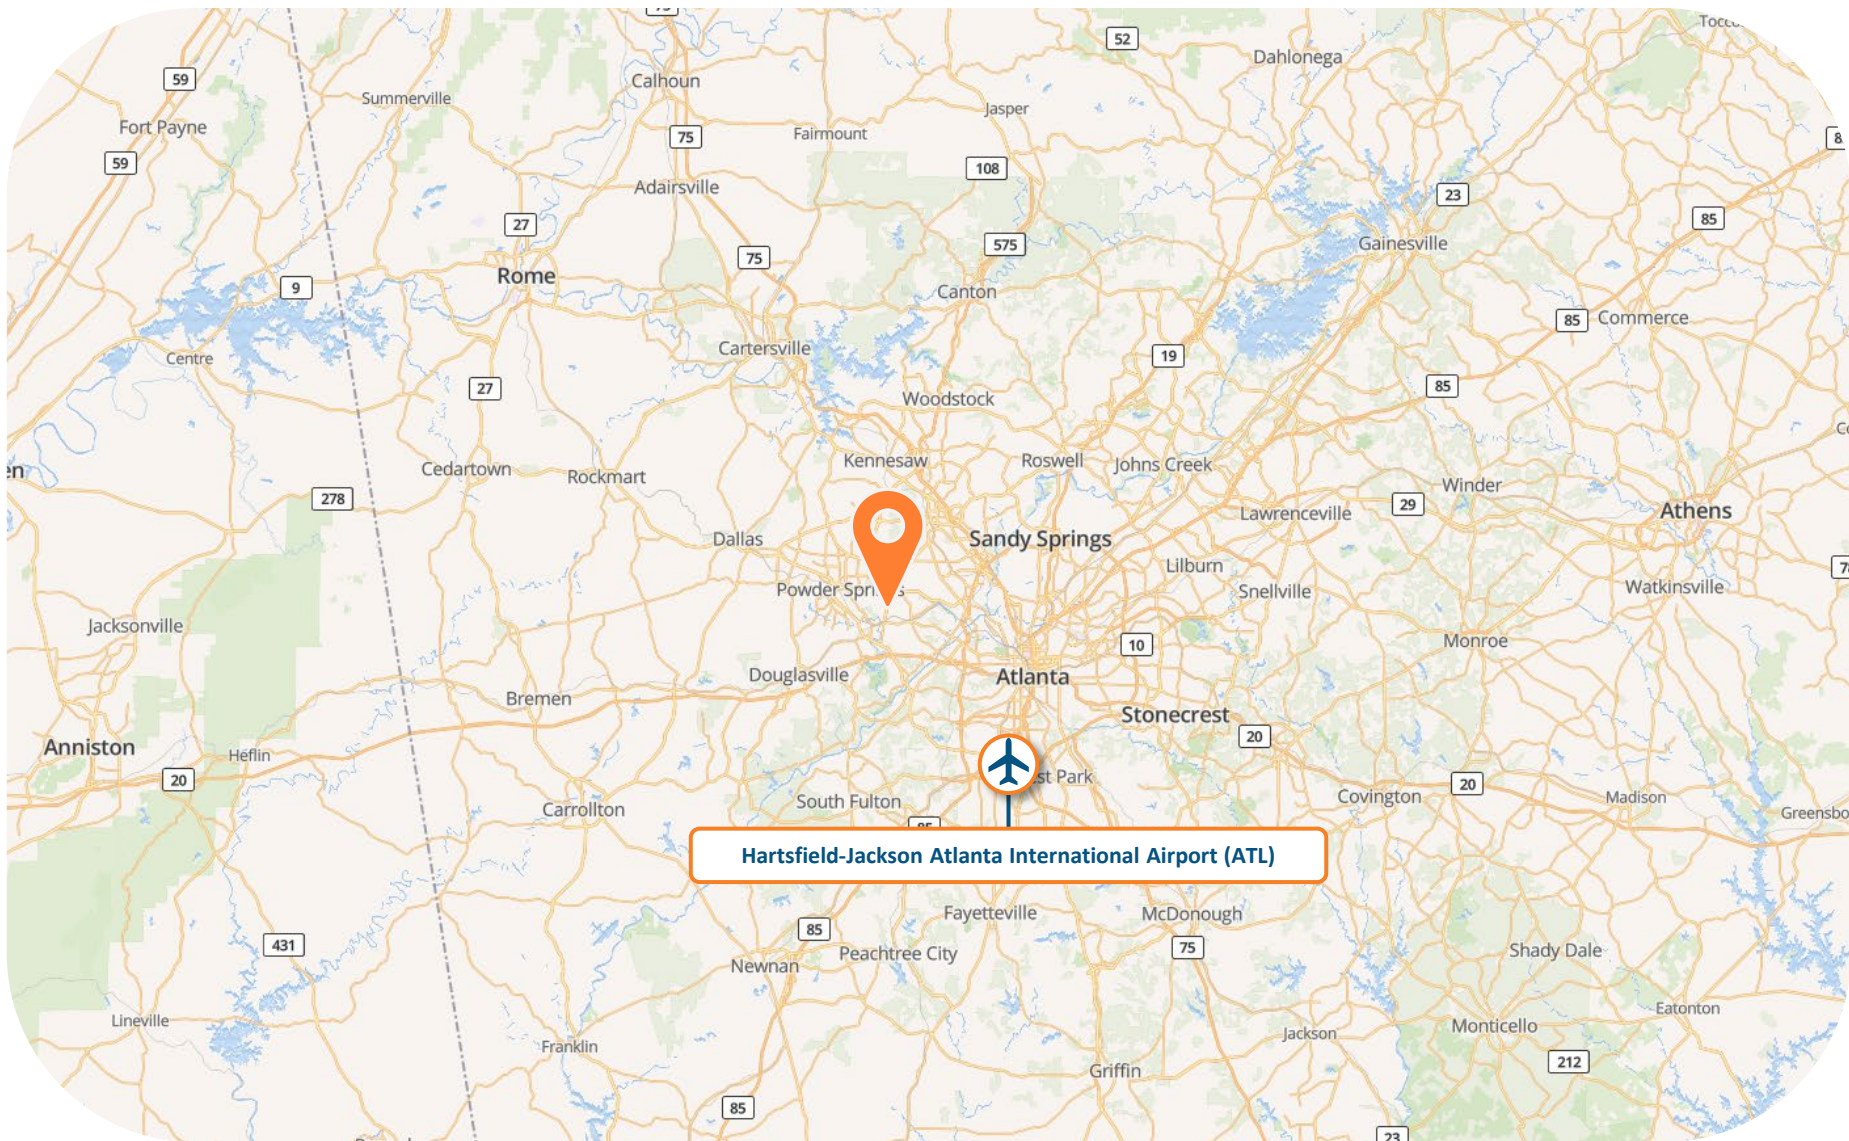 75
52
Dahlonega
59
Calhoun
Summerville
Jasper
Fort Payne
75
Fairmount
59
108
Adairsville
23
27
85
575
Gainesville
75
Rome
9
Canton
85
Commerce
Cartersville
19
Centre
27
85
Woodstock
Kennesaw
Roswell
Johns Creek
Cedartown
Rockmart
Winder
278
29
Athens
Lawrenceville
Dallas
Sandy Springs
Lilburn
Powder Springs
Snellville
Watkinsville
Jacksonville
Monroe
10
Douglasville
Atlanta
Bremen
Stonecrest
20
Anniston
Heflin
20
st Park
20
Covington
Madison
South Fulton
Carrollton
Greensbo
85
Hartsfield-Jackson Atlanta International Airport (ATL)
Fayetteville
McDonough
85
431
75
Shady Dale
Peachtree City
Newnan
Eatonton
Lineville
Monticello
Jackson
Franklin
212
Griffin
85
23